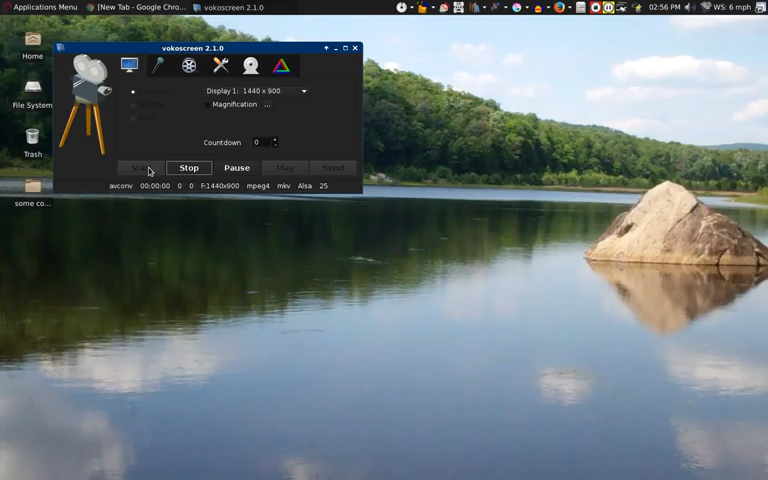 Applications Menu
[New Tab - Google Chro...
vokoscreen 2.1.0
02:56 PM
WS: 6 mph
vokoscreen 2.1.0
Home
File System
Trash
some co...
Display 1: 1440 x 900
Magnification
...
Countdown
0
Stop
Pause
Play
Send
avconv 00:00:00 0 0 F:1440x900 mpeg4 mkv Alsa 25